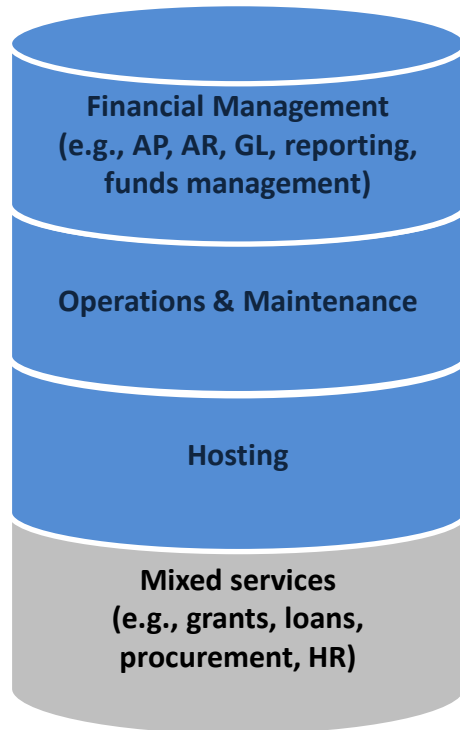 Financial Management
(e.g., AP, AR, GL, reporting,
funds management)
Operations & Maintenance
Hosting
Mixed services
(e.g., grants, loans,
procurement, HR)